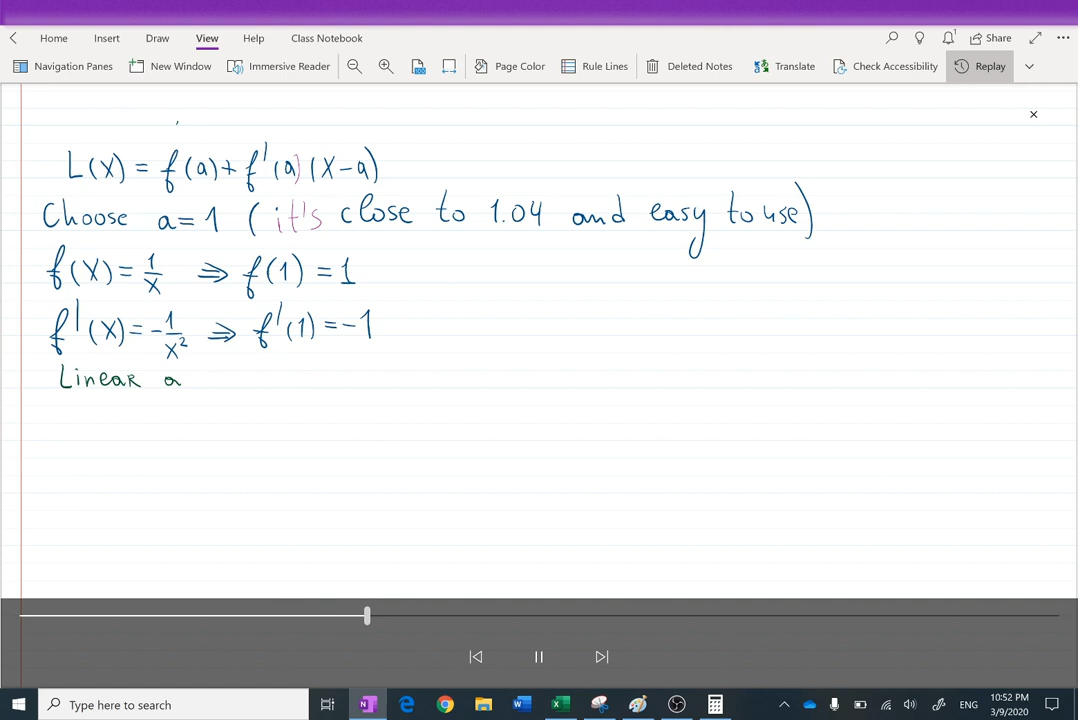 Home Insert Draw View Help Class Notebook Share
Navigation Panes New Window Immersive Reader Page Color Rule Lines Deleted Notes Translate Check Accessibility Replay
L(x) = f(a) + f'(a) (x-a)
Choose a=1 (it's close to 1.04 and easy to use)
f(x) = 1/x ⇒ f(1) = 1
f'(x) = -1/x² ⇒ f'(1) = -1
Linear a
Type here to search
ENG
10:52 PM
3/9/2020